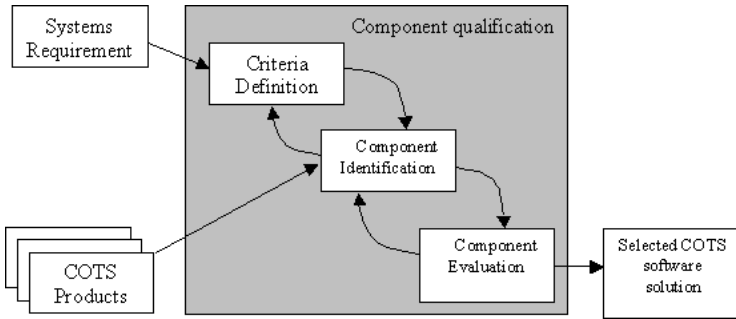 Systems
Requirement
Component qualification
Criteria
Definition
Component
Identification
COTS
Products
Component
Evaluation
Selected COTS
software
solution